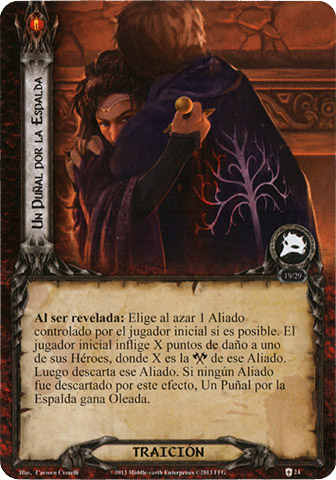 Un Puñal por la Espalda
19/29
Al ser revelada: Elige al azar 1 Aliado
controlado por el jugador inicial si es posible. El
jugador inicial inflige X puntos de daño a uno
de sus Héroes, donde X es la de ese Aliado.
Luego descarta ese Aliado. Si ningún Aliado
fue descartado por este efecto, Un Puñal por la
Espalda gana Oleada.
TRAICIÓN
Illus. Carmen Cianelli
©2013 Middle-earth Enterprises ©2013 FFG
24